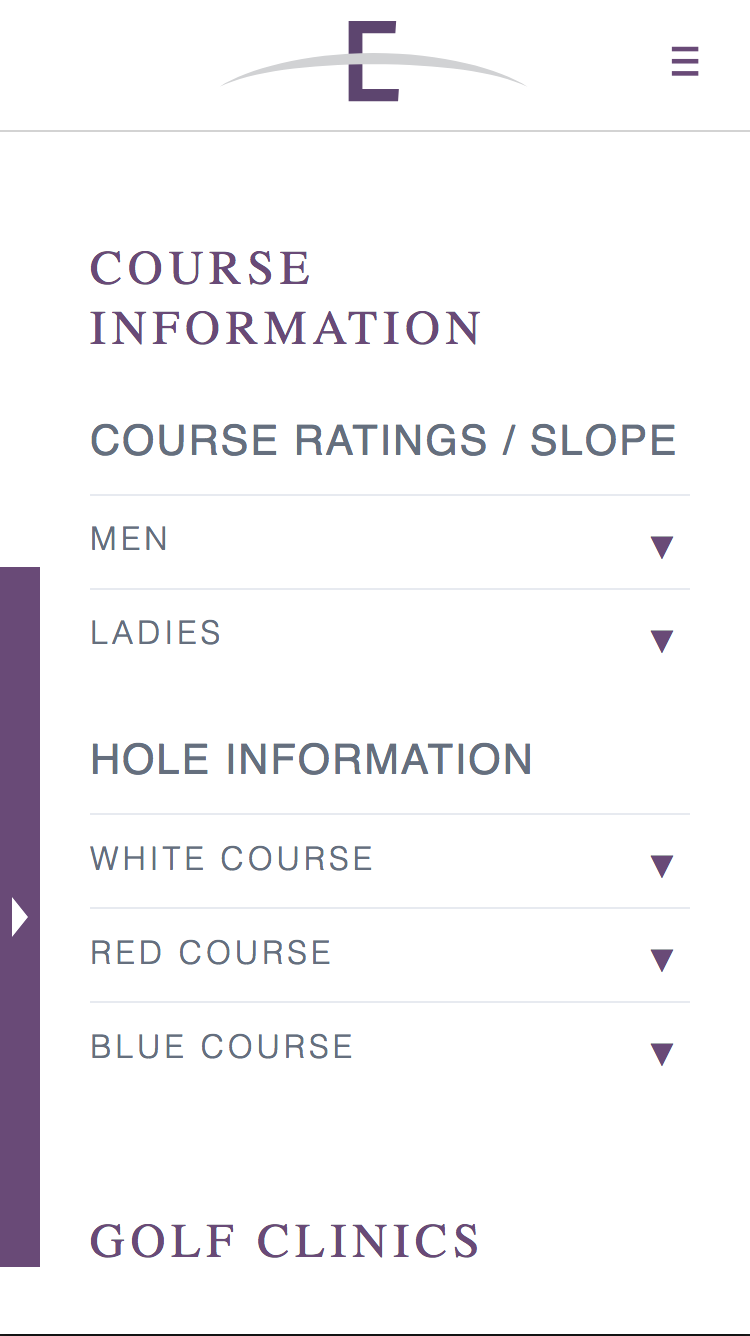 E
COURSE
INFORMATION
COURSE RATINGS / SLOPE
MEN
LADIES
HOLE INFORMATION
WHITE COURSE
RED COURSE
BLUE COURSE
GOLF CLINICS